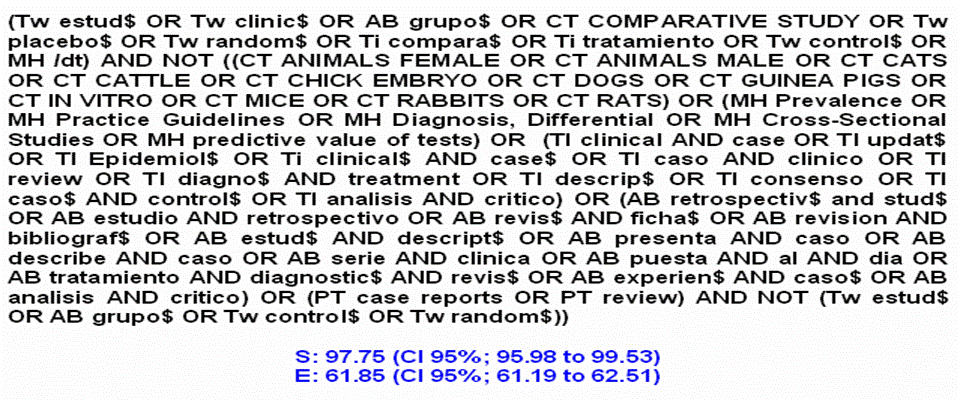 (Tw estud$ OR Tw clinic$ OR AB grupo$ OR CT COMPARATIVE STUDY OR Tw
placebo$ OR Tw random$ OR Ti compara$ OR Ti tratamiento OR Tw control$ OR
MH /dt) AND NOT ((CT ANIMALS FEMALE OR CT ANIMALS MALE OR CT CATS
OR CT CATTLE OR CT CHICK EMBRYO OR CT DOGS OR CT GUINEA PIGS OR
CT IN VITRO OR CT MICE OR CT RABBITS OR CT RATS) OR (MH Prevalence OR
MH Practice Guidelines OR MH Diagnosis, Differential OR MH Cross-Sectional
Studies OR MH predictive value of tests) OR (TI clinical AND case OR TI updat$
OR TI Epidemiol$ OR Ti clinical$ AND case$ OR TI caso AND clinico OR TI
review OR TI diagno$ AND treatment OR TI descrip$ OR TI consenso OR TI
caso$ AND control$ OR TI analisis AND critico) OR (AB retrospectiv$ and stud$
OR AB estudio AND retrospectivo OR AB revis$ AND ficha$ OR AB revision AND
bibliograf$ OR AB estud$ AND descript$ OR AB presenta AND caso OR AB
describe AND caso OR AB serie AND clinica OR AB puesta AND al AND dia OR
AB tratamiento AND diagnostic$ AND revis$ OR AB experien$ AND caso$ OR AB
analisis AND critico) OR (PT case reports OR PT review) AND NOT (Tw estud$
OR AB grupo$ OR Tw control$ OR Tw random$))
S: 97.75 (CI 95%; 95.98 to 99.53)
E: 61.85 (CI 95%; 61.19 to 62.51)